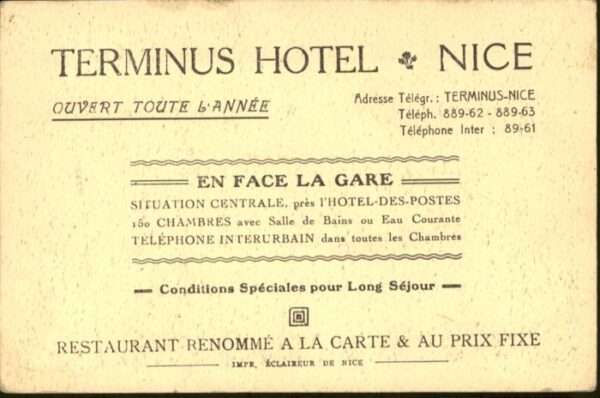 TERMINUS HOTEL NICE
OUVERT TOUTE L'ANNÉE
Adresse Télégr.: TERMINUS-NICE
Téléph. 889-62 - 889-63
Téléphone Inter : 89-61
EN FACE LA GARE
SITUATION CENTRALE, près l'HOTEL-DES-POSTES
150 CHAMBRES avec Salle de Bains ou Eau Courante
TELÉPHONE INTERURBAIN dans toutes les Chambres
Conditions Spéciales pour Long Séjour
RESTAURANT RENOMMÉ A LA CARTE & AU PRIX FIXE
IMPR. ÉCLAIREUR DE NICE